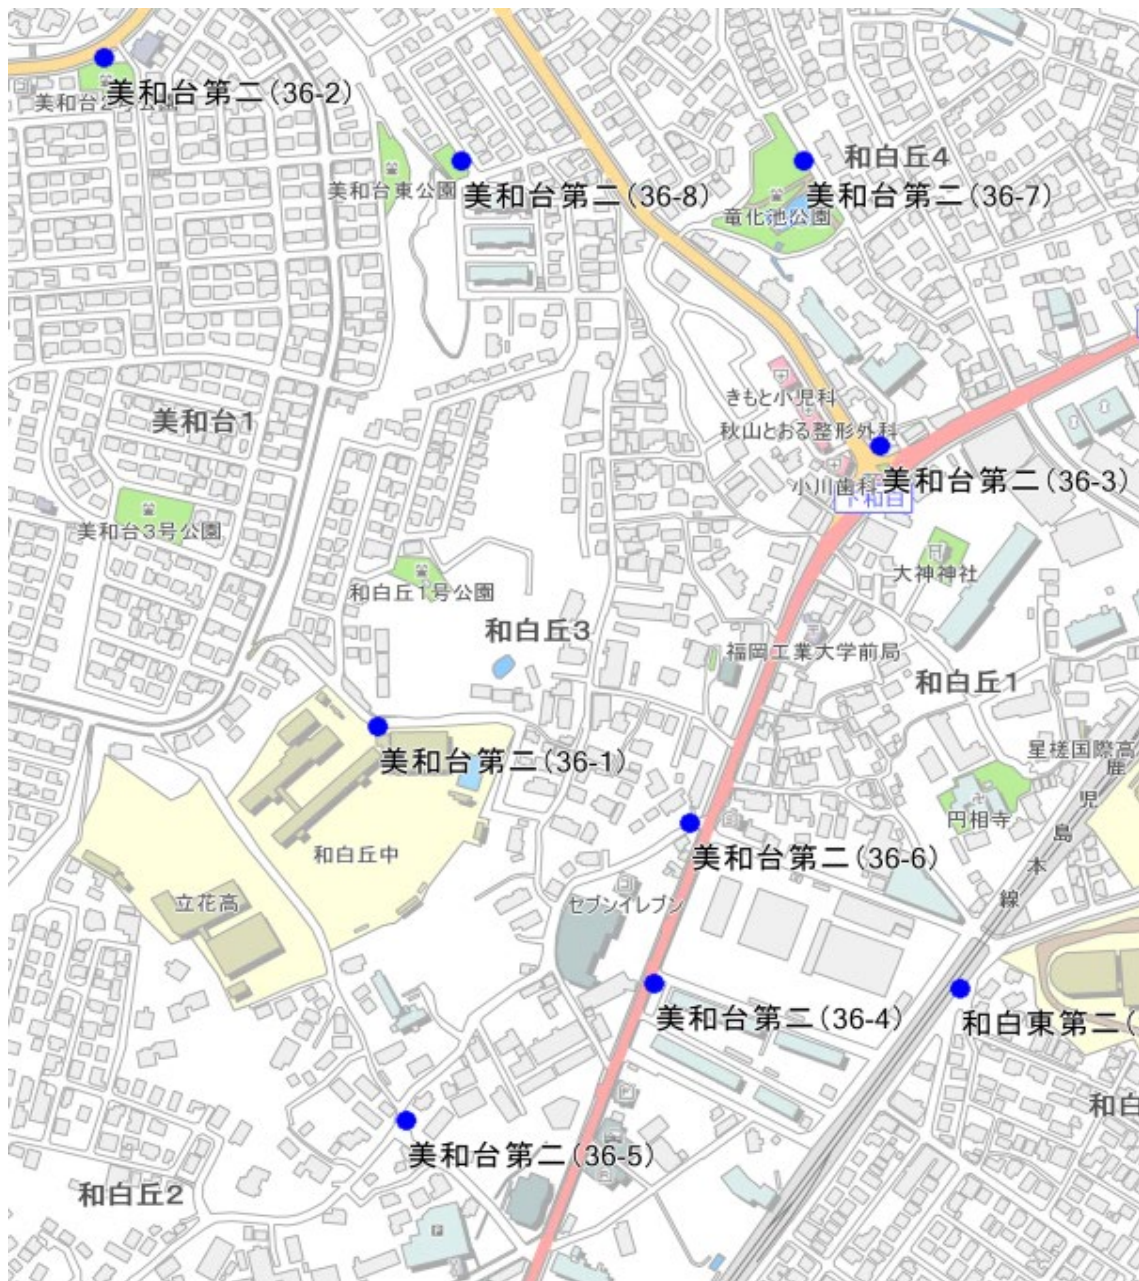 美和台第二(36-2)
和白丘4
美和台第二(36-8)
美和台第二(36-7)
美和台東公園
竜化池公園
きもと小児科
美和台1
秋山とおる整形外科
美和台第二(36-3)
小川歯科
下和白
美和台3号公園
大神神社
和白丘1号公園
和白丘3
福岡工業大学前局
和白丘1
星槎国際高
美和台第二(36-1)
鹿児島本線
円相寺
和白丘中
美和台第二(36-6)
立花高
セブンイレブン
美和台第二(36-4)
和白東第二(
和白
美和台第二(36-5)
和白丘2